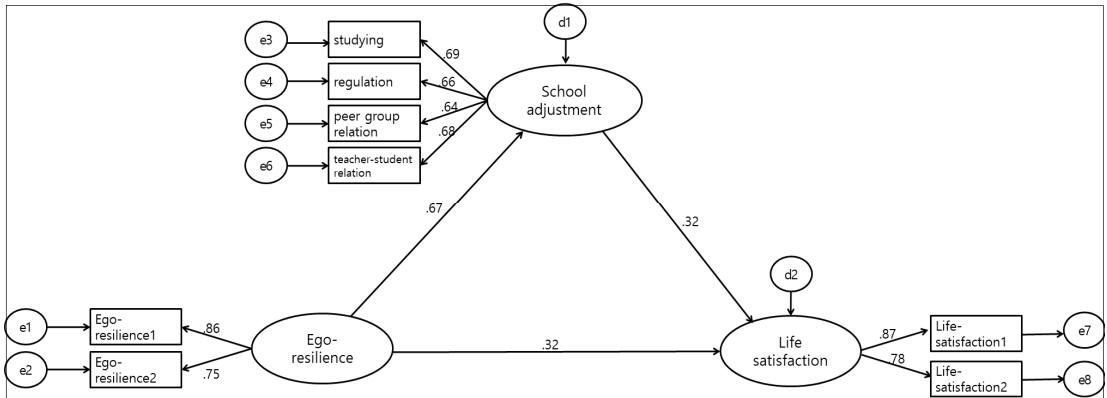 d1
e3
studying
.69
School
adjustment
e4
regulation
.66
e5
peer group
relation
.64
e6
teacher-student
relation
.68
.67
.32
d2
e1
Ego-
resilience1
.86
Ego-
resilience
.32
Life
satisfaction
.87
Life-
satisfaction1
e7
e2
Ego-
resilience2
.75
.78
Life-
satisfaction2
e8